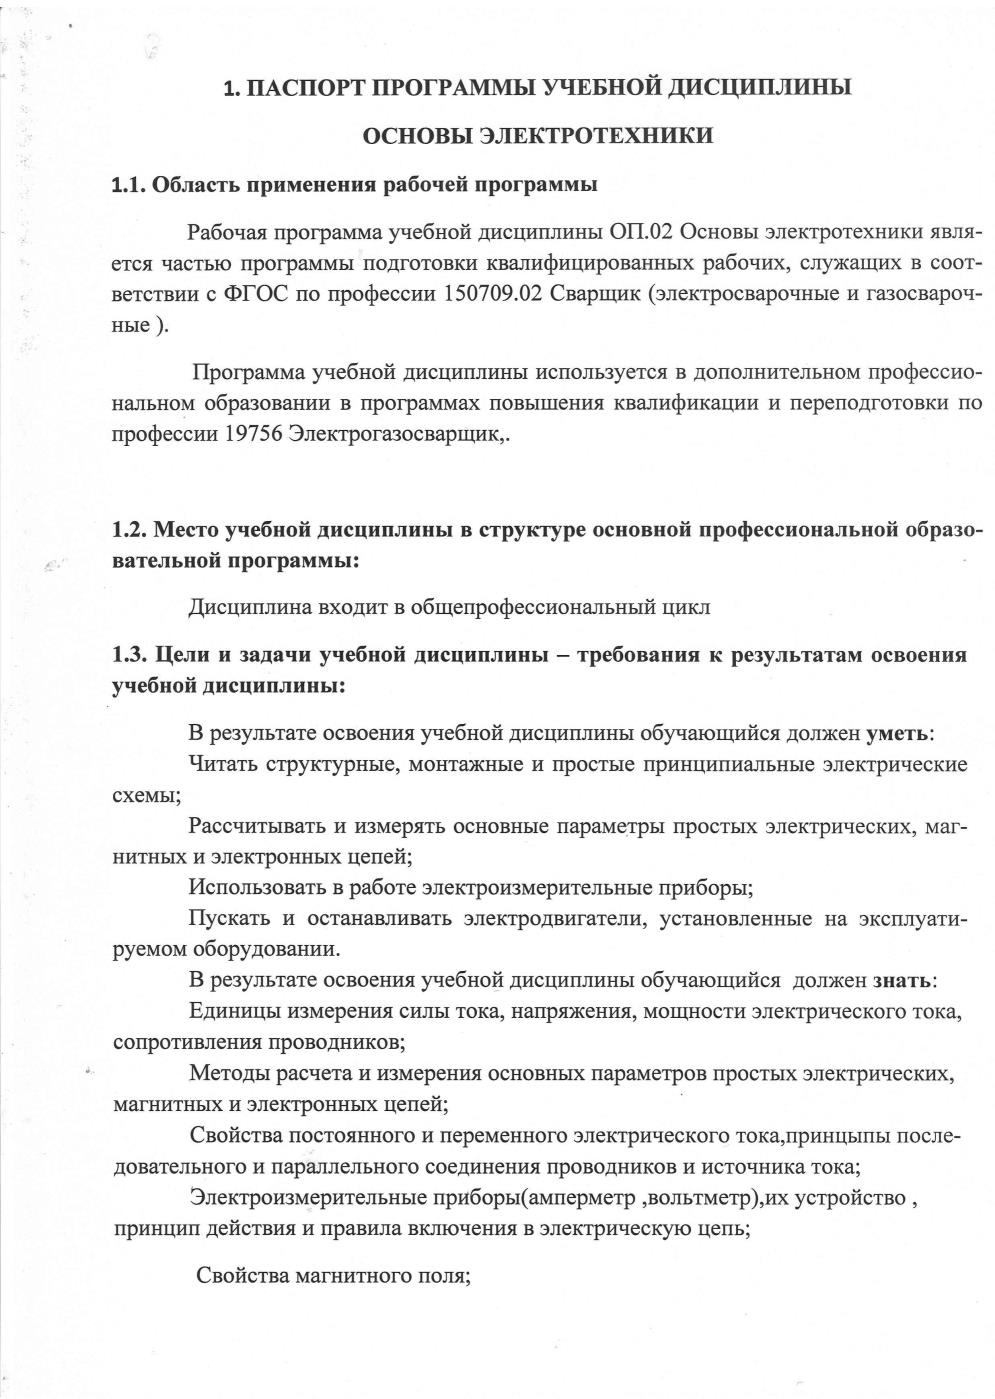 1. ПАСПОРТ ПРОГРАММЫ УЧЕБНОЙ ДИСЦИПЛИНЫ
ОСНОВЫ ЭЛЕКТРОТЕХНИКИ
1.1. Область применения рабочей программы
Рабочая программа учебной дисциплины ОП.02 Основы электротехники явля-
ется частью программы подготовки квалифицированных рабочих, служащих в соот-
ветствии с ФГОС по профессии 150709.02 Сварщик (электросварочные и газосвароч-
ные ).
Программа учебной дисциплины используется в дополнительном профессио-
нальном образовании в программах повышения квалификации и переподготовки по
профессии 19756 Электрогазосварщик,.
1.2. Место учебной дисциплины в структуре основной профессиональной образо-
вательной программы:
Дисциплина входит в общепрофессиональный цикл
1.3. Цели и задачи учебной дисциплины – требования к результатам освоения
учебной дисциплины:
В результате освоения учебной дисциплины обучающийся должен уметь:
Читать структурные, монтажные и простые принципиальные электрические
схемы;
Рассчитывать и измерять основные параметры простых электрических, маг-
нитных и электронных цепей;
Использовать в работе электроизмерительные приборы;
Пускать и останавливать электродвигатели, установленные на эксплуати-
руемом оборудовании.
В результате освоения учебной дисциплины обучающийся  должен знать:
Единицы измерения силы тока, напряжения, мощности электрического тока,
сопротивления проводников;
Методы расчета и измерения основных параметров простых электрических,
магнитных и электронных цепей;
Свойства постоянного и переменного электрического тока,принцыпы после-
довательного и параллельного соединения проводников и источника тока;
Электроизмерительные приборы(амперметр ,вольтметр),их устройство ,
принцип действия и правила включения в электрическую цепь;
Свойства магнитного поля;